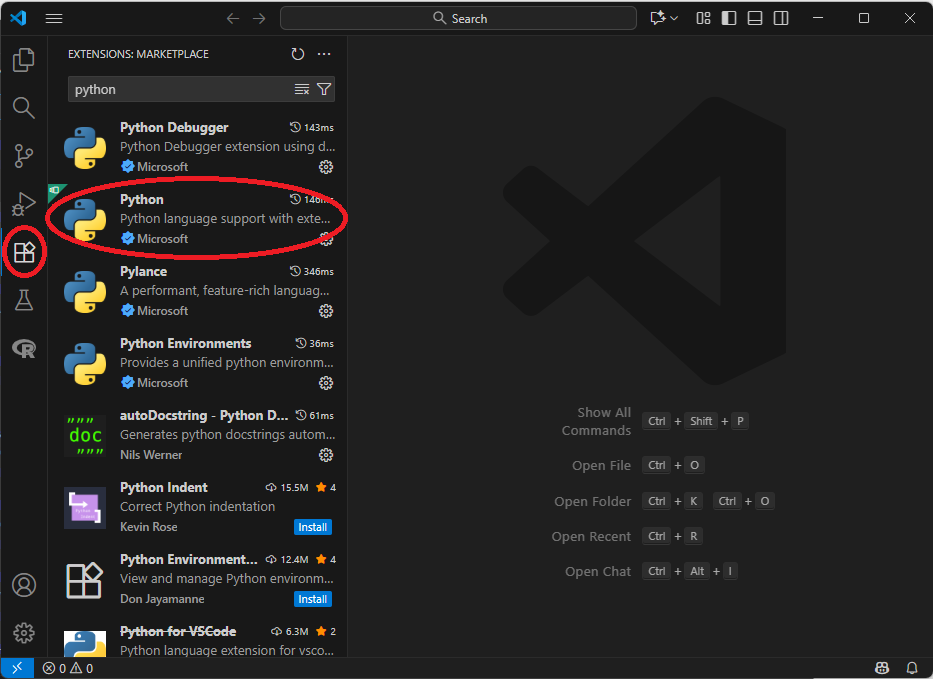 Search
EXTENSIONS: MARKETPLACE
python
Python Debugger 143ms
Python Debugger extension using d...
Microsoft
Python 146ms
Python language support with exte...
Microsoft
Pylance 346ms
A performant, feature-rich languag...
Microsoft
Python Environments 36ms
Provides a unified python environm...
Microsoft
autoDocstring - Python D... 61ms
"""
doc
"""
Generates python docstrings autom...
Nils Werner
Python Indent 15.5M 4
Correct Python indentation
Kevin Rose Install
Python Environment... 12.4M 4
View and manage Python environm...
Don Jayamanne Install
Python for VSCode 6.3M 2
Python language extension for vsco...
Show All
Commands Ctrl + Shift + P
Open File Ctrl + O
Open Folder Ctrl + K Ctrl + O
Open Recent Ctrl + R
Open Chat Ctrl + Alt + I
0 0